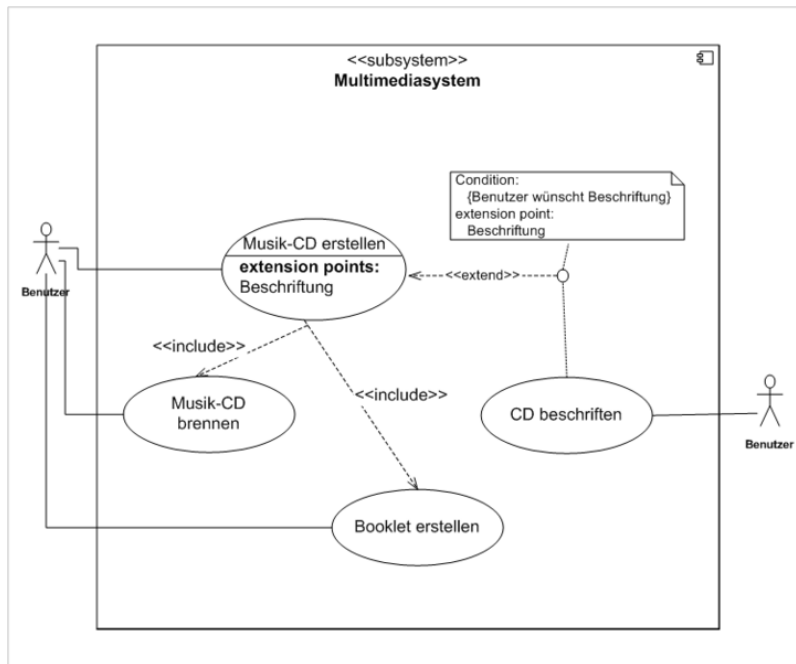 <<subsystem>>
Multimediasystem
Condition:
{Benutzer wünscht Beschriftung}
extension point:
Beschriftung
Musik-CD erstellen
extension points:
Beschriftung
<<extend>>
Benutzer
<<include>>
<<include>>
Musik-CD
brennen
CD beschriften
Benutzer
Booklet erstellen